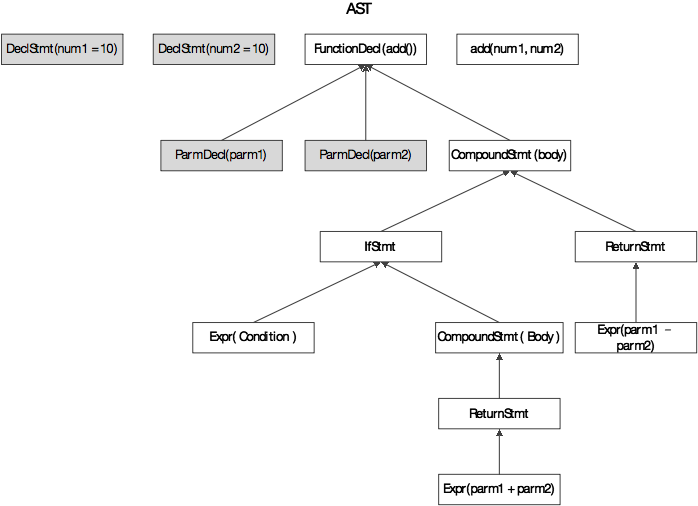 AST
DeclStmt(num1 = 10)
DeclStmt(num2 = 10)
FunctionDecl(add())
add(num1, num2)
ParmDecl(parm1)
ParmDecl(parm2)
CompoundStmt (body)
IfStmt
ReturnStmt
Expr( Condition )
CompoundStmt ( Body )
Expr(parm1 −
parm2)
ReturnStmt
Expr(parm1 + parm2)